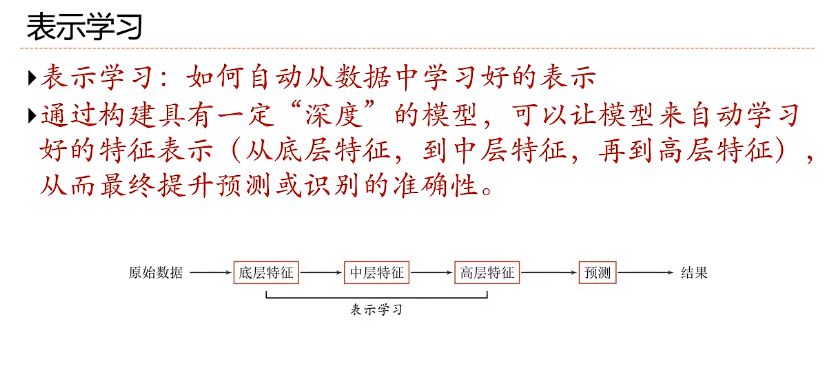 表示学习
表示学习：如何自动从数据中学习好的表示
通过构建具有一定“深度”的模型，可以让模型来自动学习
好的特征表示（从底层特征，到中层特征，再到高层特征），
从而最终提升预测或识别的准确性。
原始数据 底层特征 中层特征 高层特征 预测 结果
表示学习